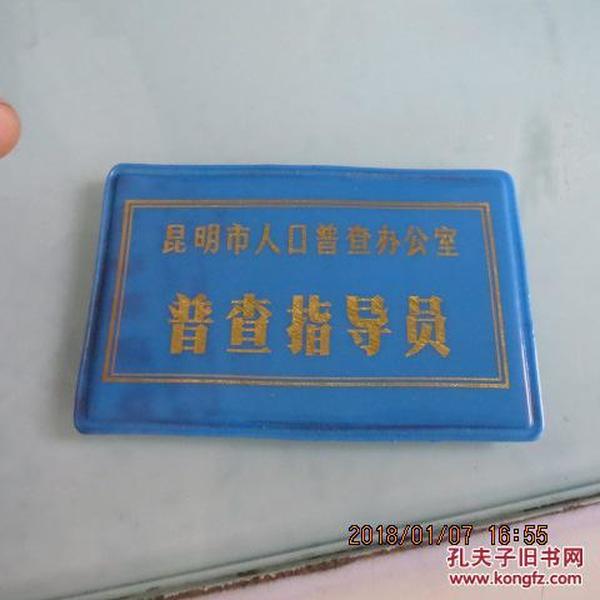 昆明市人口普查办公室
普查指导员
2018/01/07 16:55
孔夫子旧书网
www.kongfz.com